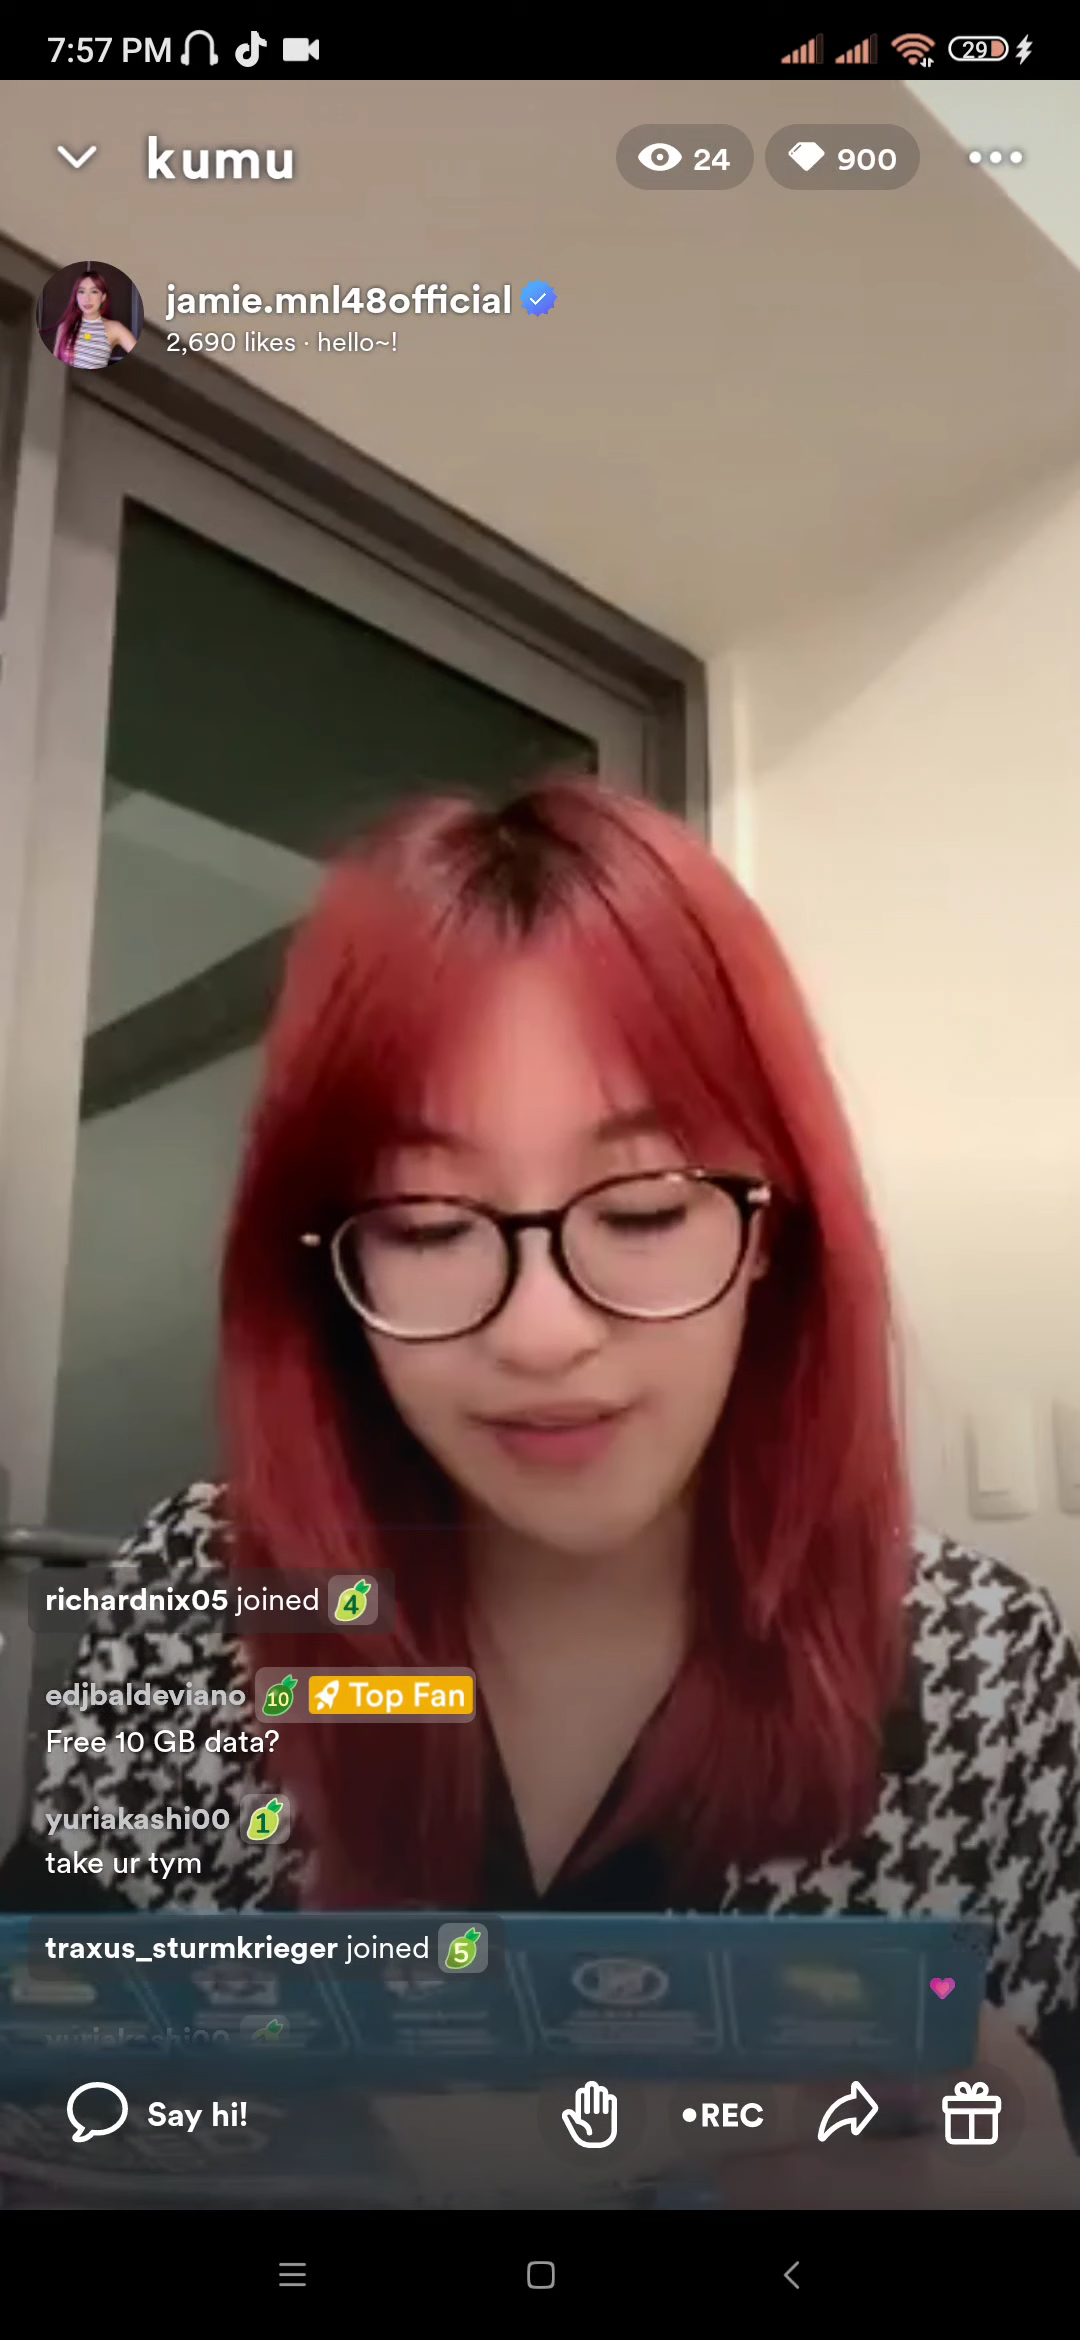 7:57 PM
29
kumu
24
900
jamie.mnl48official
2,690 likes · hello~!
richardnix05 joined 4
edjbaldeviano 10 Top Fan
Free 10 GB data?
yuriakashi00 1
take ur tym
traxus_sturmkrieger joined 5
yuriakashi00
Say hi!
•REC